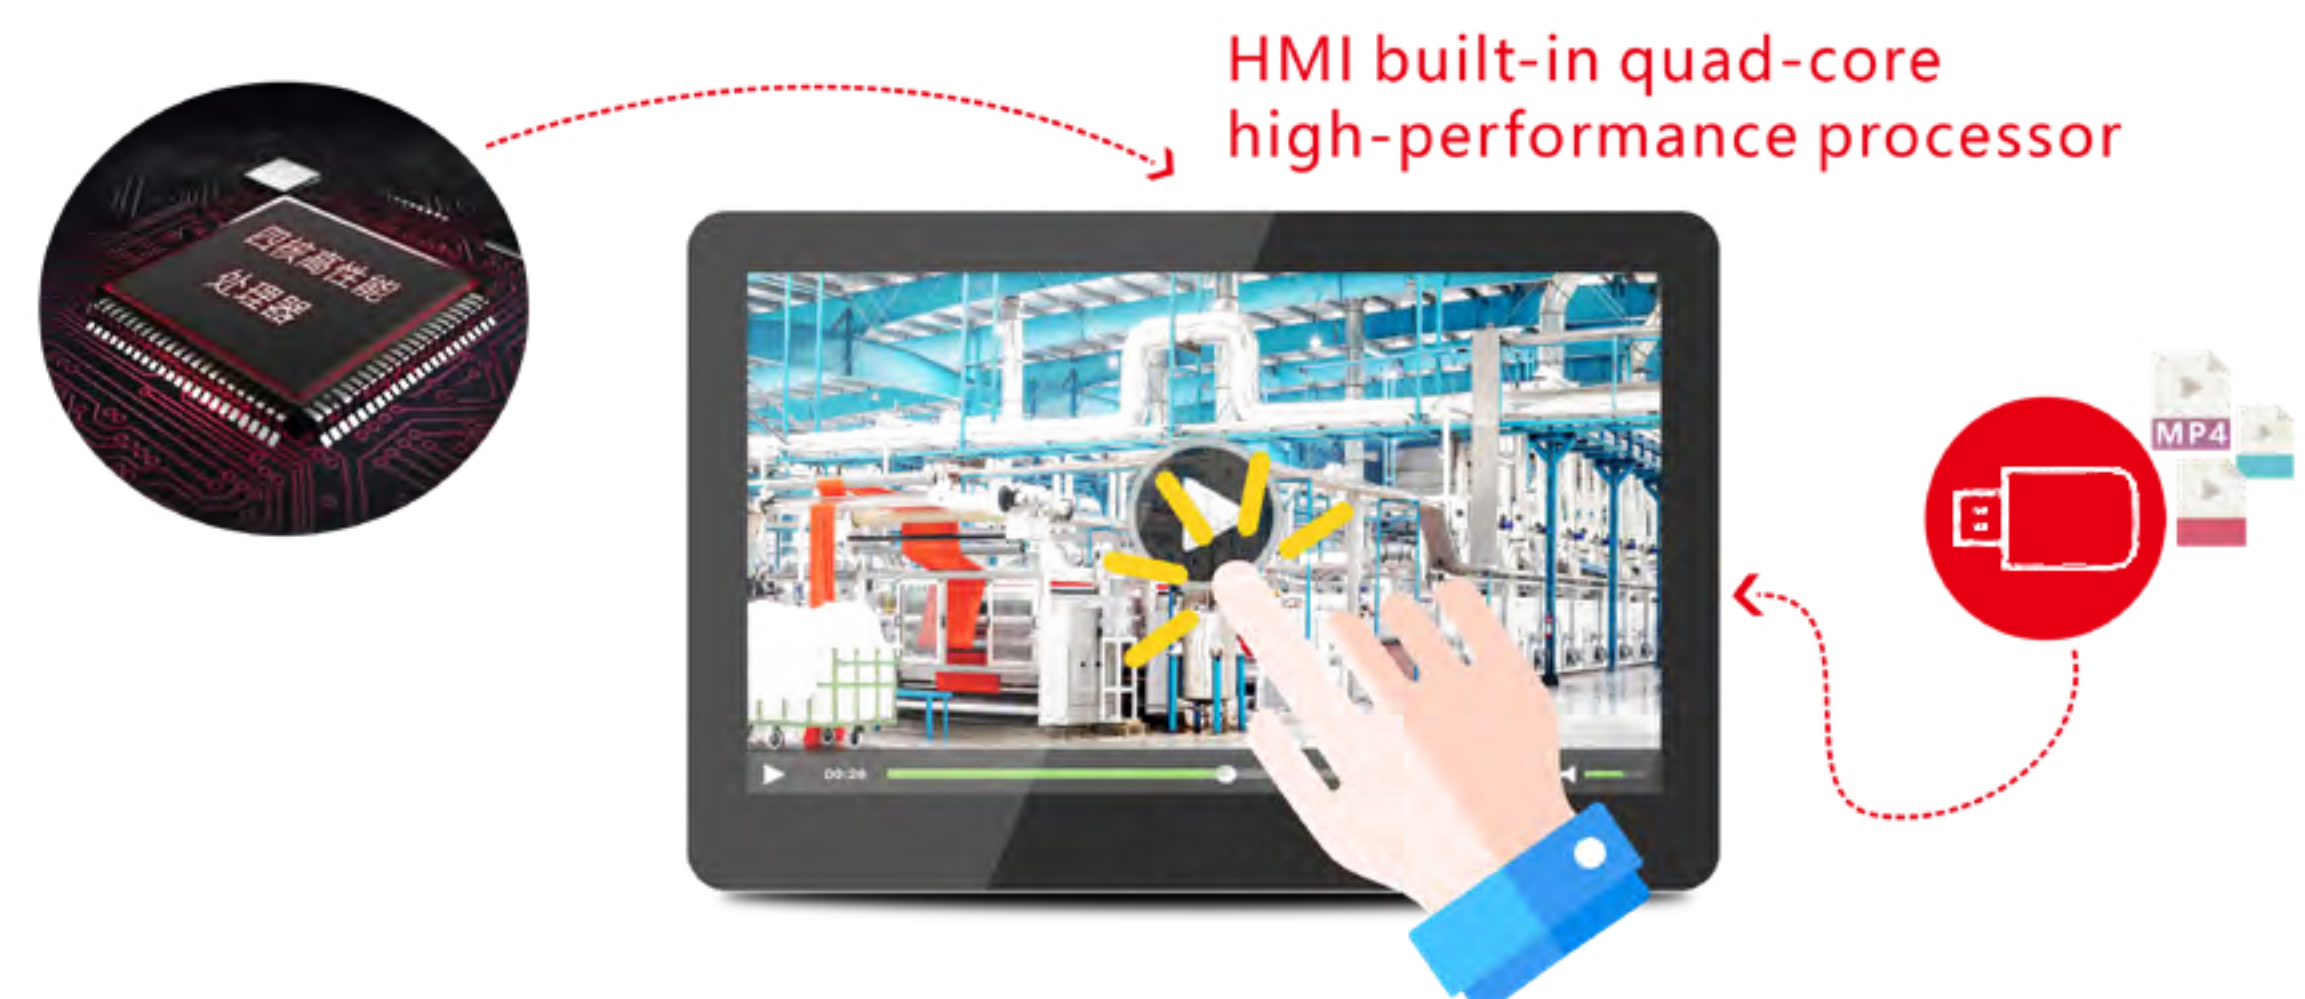 HMI built-in quad-core
high-performance processor
四核高性能
处理器
MP4
00:26